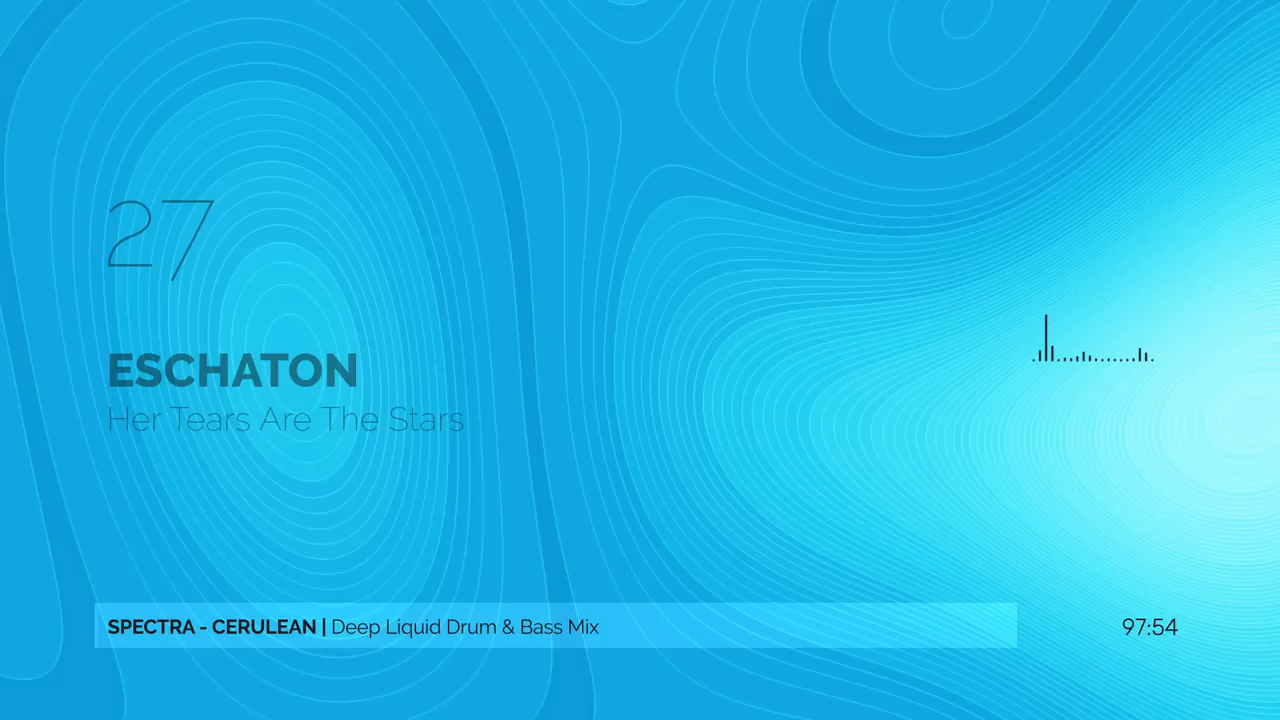 27
ESCHATON
Her Tears Are The Stars
SPECTRA - CERULEAN | Deep Liquid Drum & Bass Mix
97:54